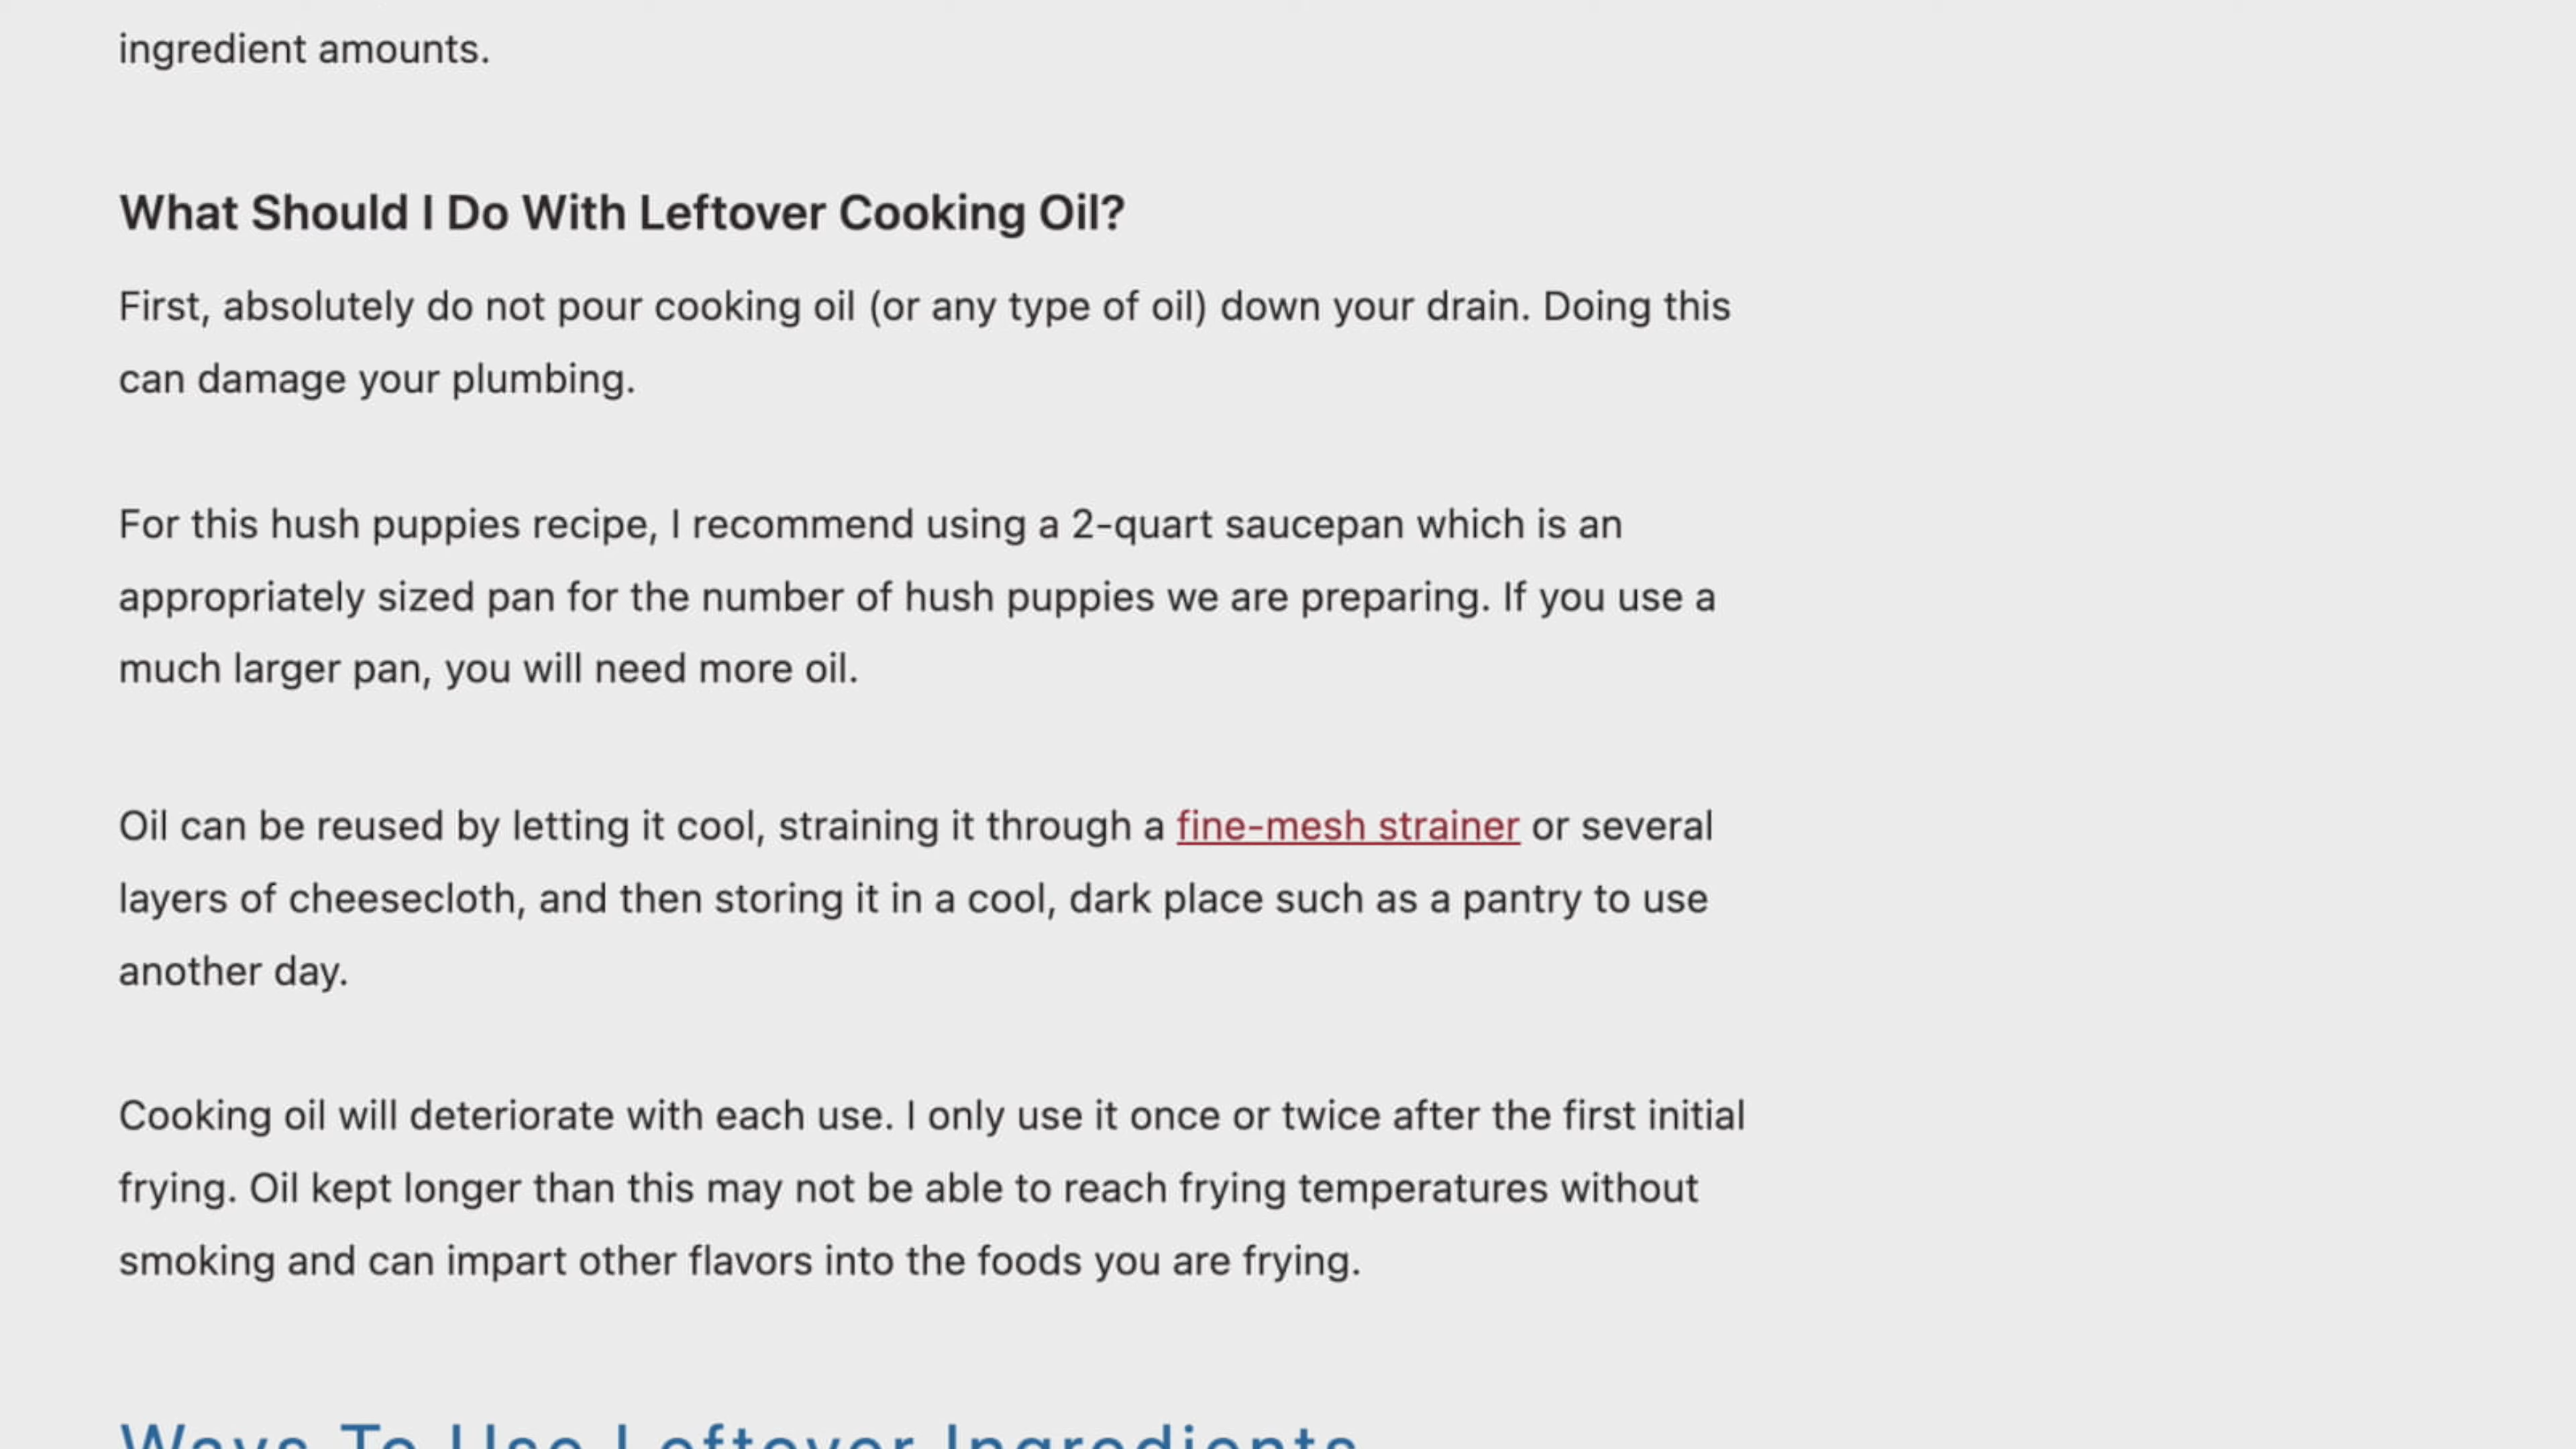 ingredient amounts.
What Should I Do With Leftover Cooking Oil?
First, absolutely do not pour cooking oil (or any type of oil) down your drain. Doing this
can damage your plumbing.
For this hush puppies recipe, I recommend using a 2-quart saucepan which is an
appropriately sized pan for the number of hush puppies we are preparing. If you use a
much larger pan, you will need more oil.
Oil can be reused by letting it cool, straining it through a fine-mesh strainer or several
layers of cheesecloth, and then storing it in a cool, dark place such as a pantry to use
another day.
Cooking oil will deteriorate with each use. I only use it once or twice after the first initial
frying. Oil kept longer than this may not be able to reach frying temperatures without
smoking and can impart other flavors into the foods you are frying.
Ways To Use Leftover Ingredients